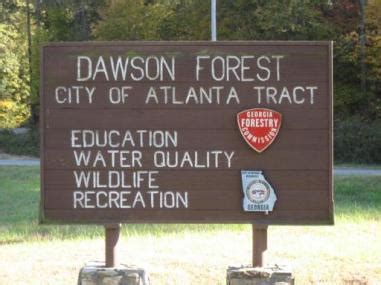 DAWSON FOREST
CITY OF ATLANTA TRACT
GEORGIA
FORESTRY
COMMISSION
EDUCATION
WATER QUALITY
WILDLIFE
RECREATION
GEORGIA